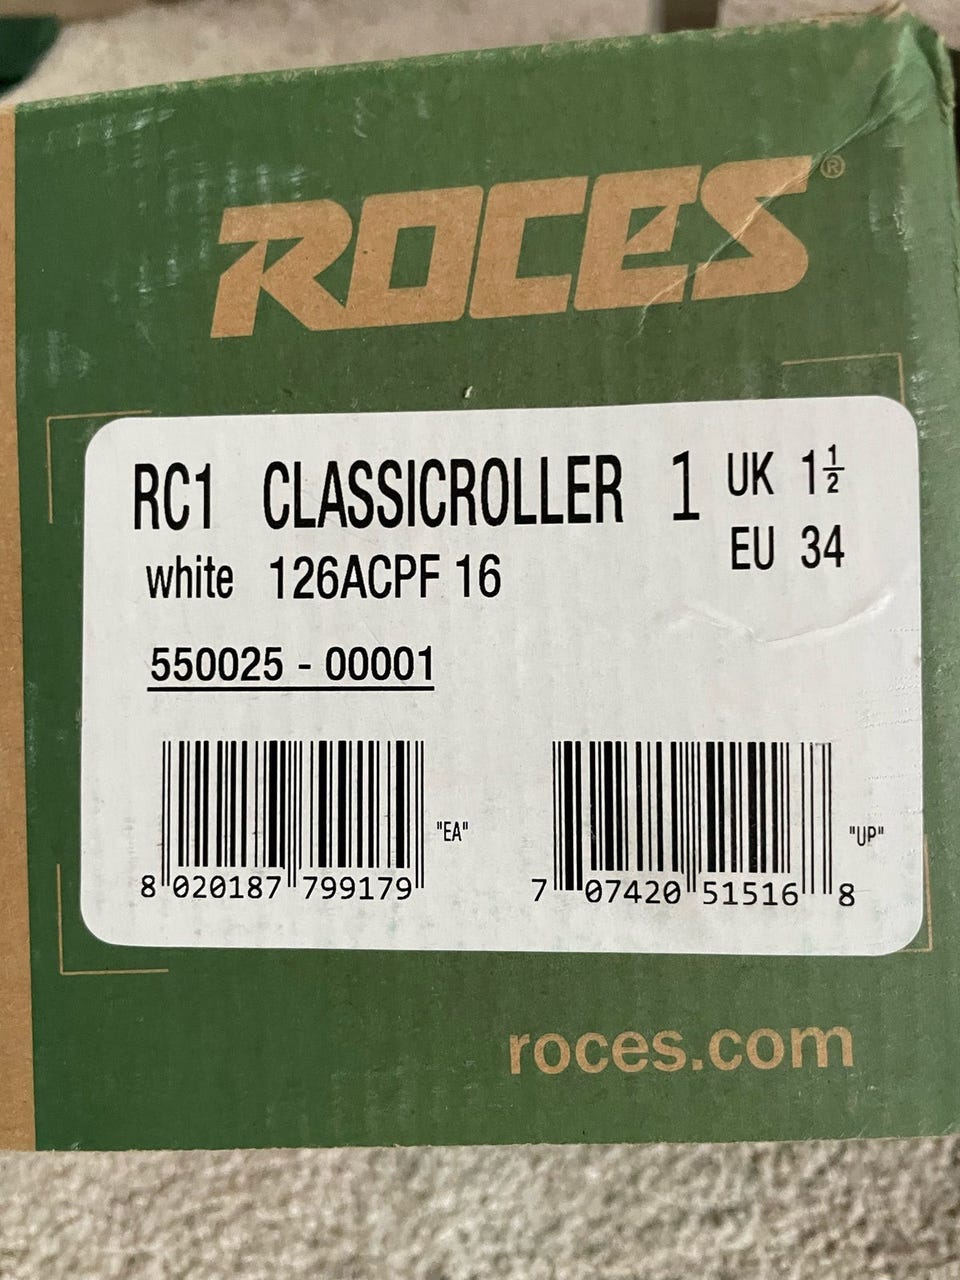 ROCES®
RC1 CLASSICROLLER 1 UK 1½
white 126ACPF 16 EU 34
550025 - 00001
"EA" "UP"
8 020187 799179 7 07420 51516 8
roces.com